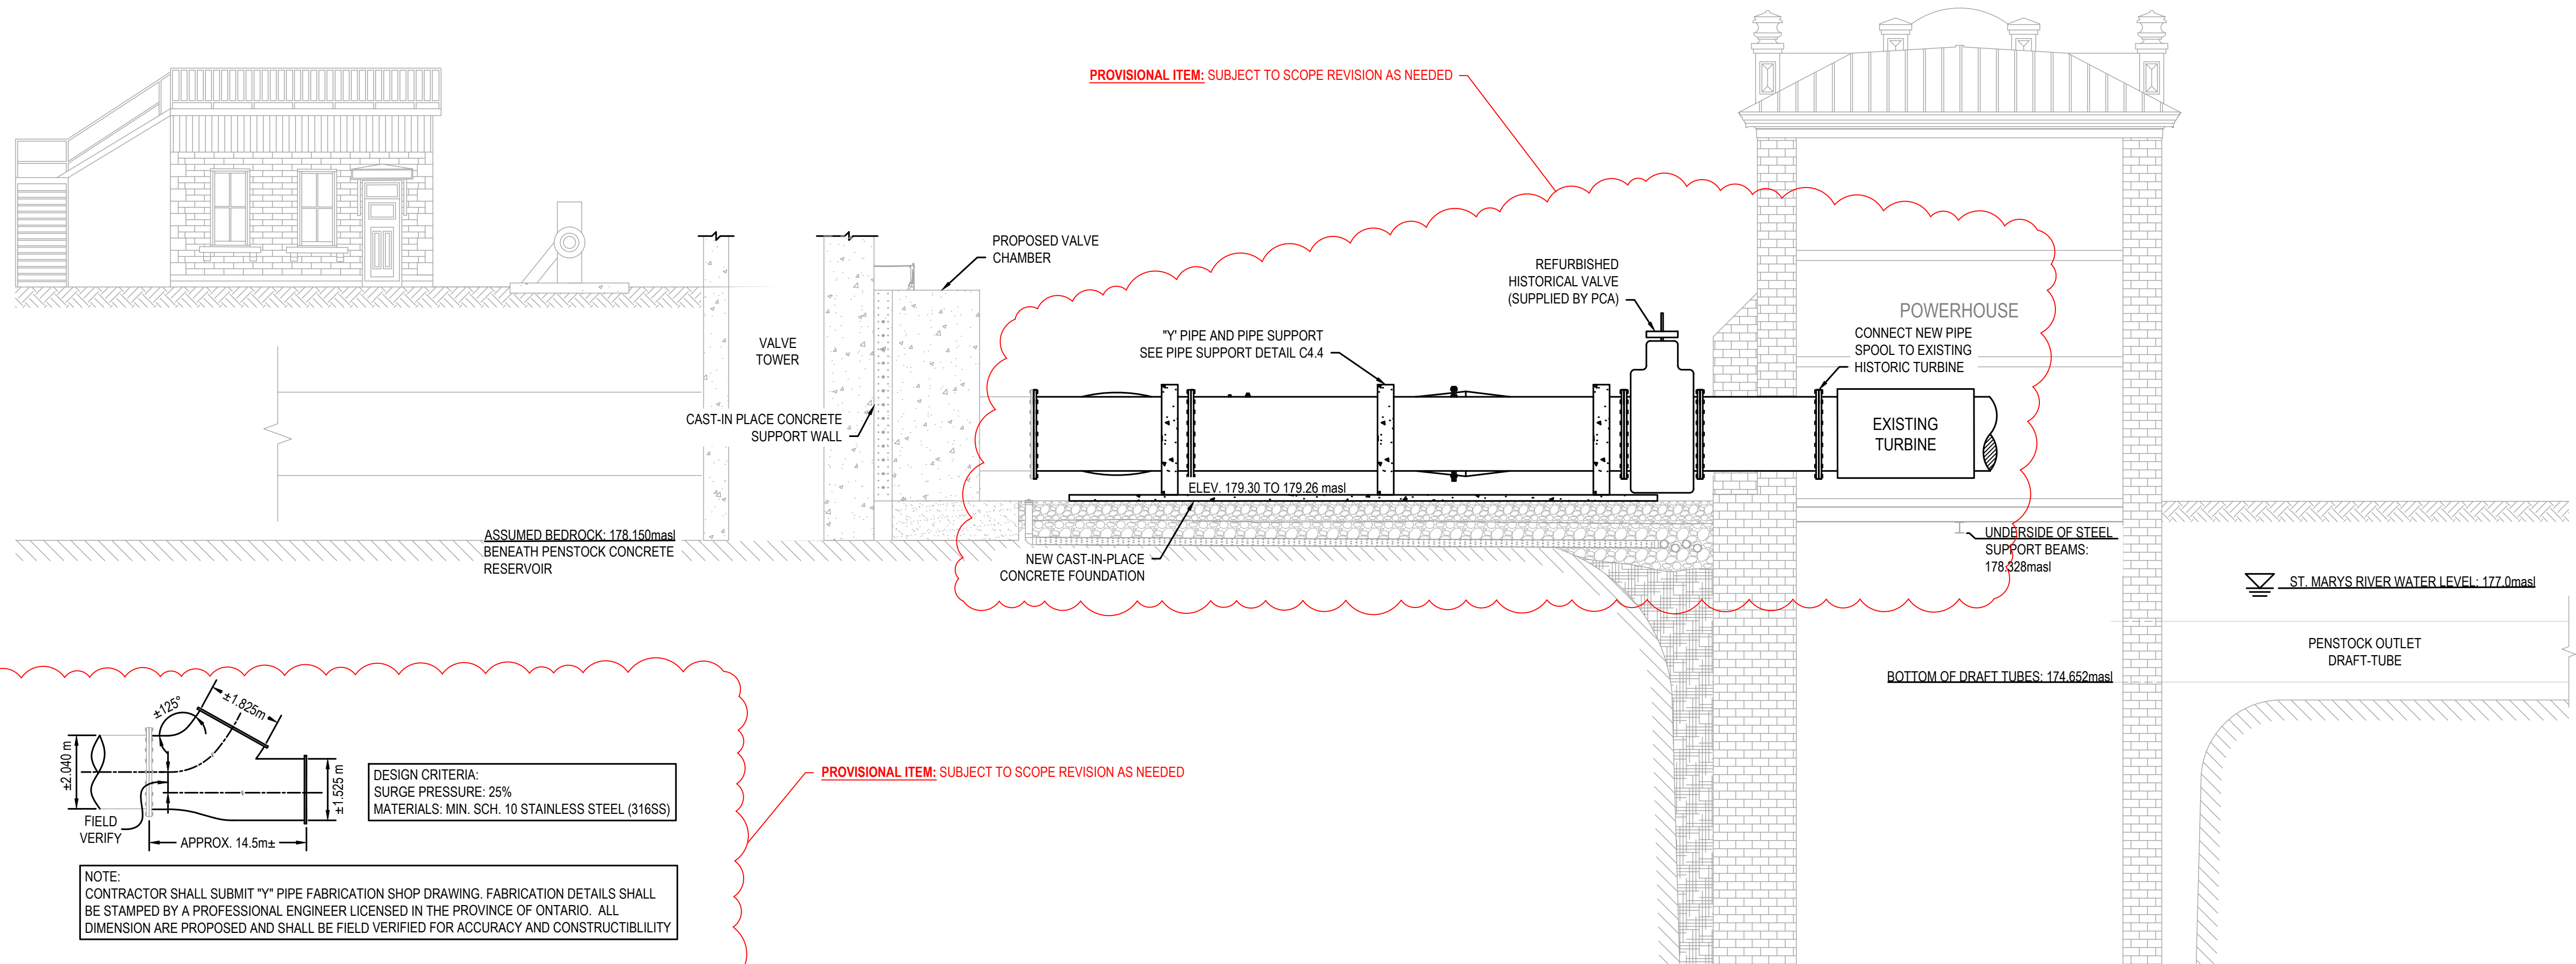 PROVISIONAL ITEM: SUBJECT TO SCOPE REVISION AS NEEDED
PROPOSED VALVE
CHAMBER
REFURBISHED
HISTORICAL VALVE
(SUPPLIED BY PCA)
POWERHOUSE
CONNECT NEW PIPE
SPOOL TO EXISTING
HISTORIC TURBINE
"Y' PIPE AND PIPE SUPPORT
SEE PIPE SUPPORT DETAIL C4.4
VALVE
TOWER
CAST-IN PLACE CONCRETE
SUPPORT WALL
EXISTING
TURBINE
ELEV. 179.30 TO 179.26 masl
ASSUMED BEDROCK: 178.150masl
BENEATH PENSTOCK CONCRETE
RESERVOIR
NEW CAST-IN-PLACE
CONCRETE FOUNDATION
UNDERSIDE OF STEEL
SUPPORT BEAMS:
178.328masl
ST. MARYS RIVER WATER LEVEL: 177.0masl
PENSTOCK OUTLET
DRAFT-TUBE
BOTTOM OF DRAFT TUBES: 174.652masl
±125°
±1.825m
±2.040 m
±1.525 m
FIELD
VERIFY
APPROX. 14.5m±
DESIGN CRITERIA:
SURGE PRESSURE: 25%
MATERIALS: MIN. SCH. 10 STAINLESS STEEL (316SS)
PROVISIONAL ITEM: SUBJECT TO SCOPE REVISION AS NEEDED
NOTE:
CONTRACTOR SHALL SUBMIT "Y" PIPE FABRICATION SHOP DRAWING. FABRICATION DETAILS SHALL
BE STAMPED BY A PROFESSIONAL ENGINEER LICENSED IN THE PROVINCE OF ONTARIO. ALL
DIMENSION ARE PROPOSED AND SHALL BE FIELD VERIFIED FOR ACCURACY AND CONSTRUCTIBLILITY